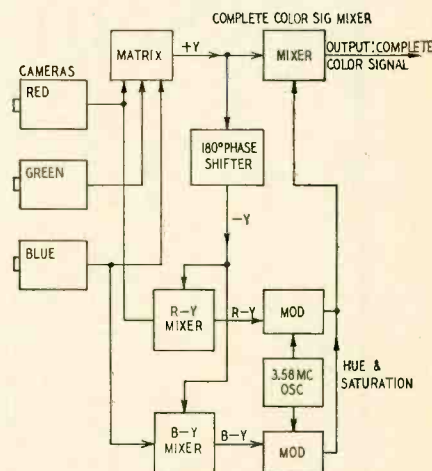 COMPLETE COLOR SIG MIXER
MATRIX
+Y
MIXER
OUTPUT: COMPLETE
COLOR SIGNAL
CAMERAS
RED
GREEN
BLUE
180° PHASE
SHIFTER
-Y
R-Y
MIXER
R-Y
MOD
3.58 MC
OSC
HUE &
SATURATION
B-Y
MIXER
B-Y
MOD